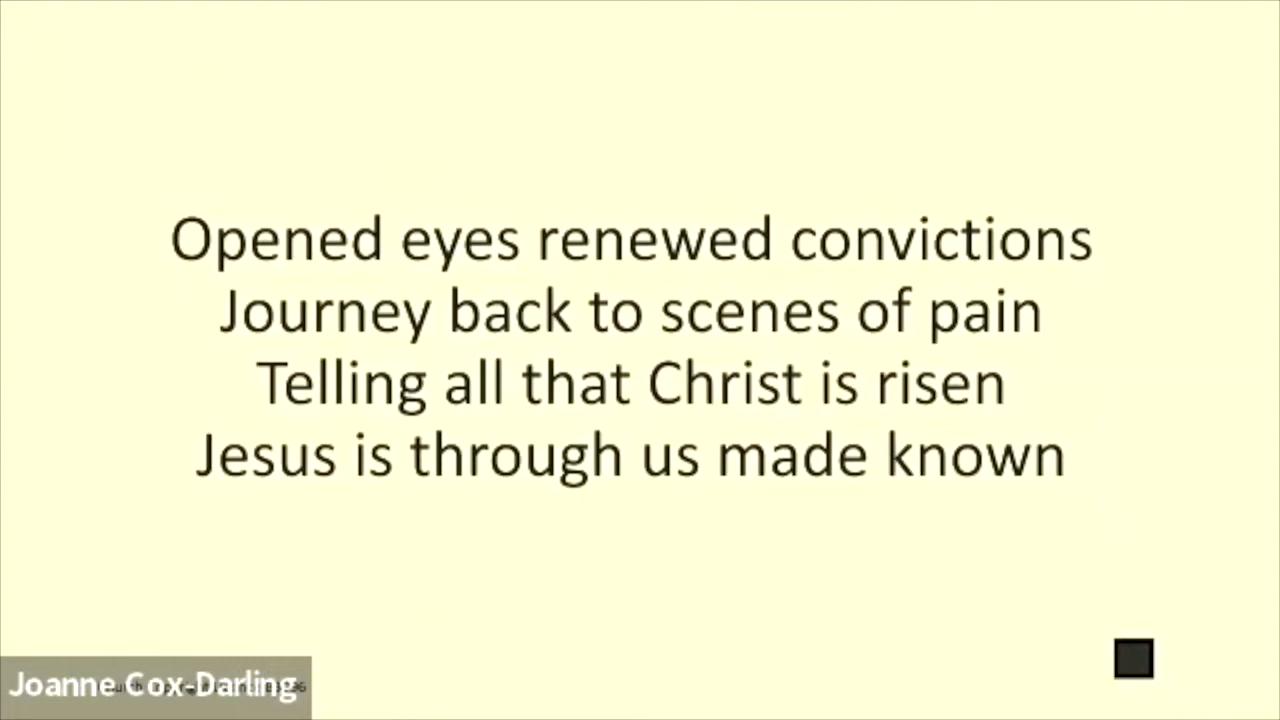 Opened eyes renewed convictions
Journey back to scenes of pain
Telling all that Christ is risen
Jesus is through us made known
Joanne Cox-Darling